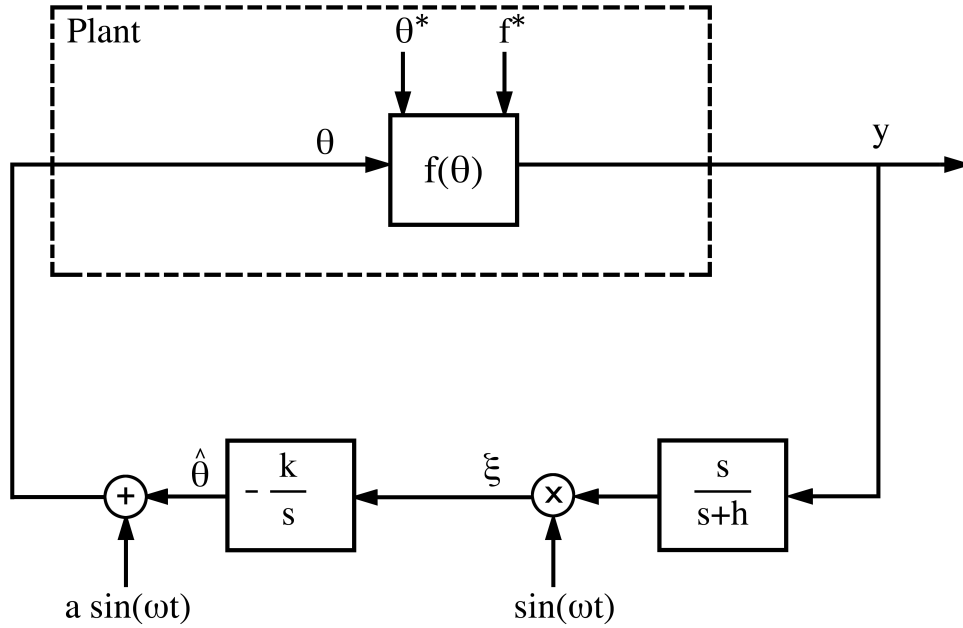 Plant
θ*
f*
θ
f(θ)
y
θ̂
- k
s
+
ξ
x
s
s+h
a sin(ωt)
sin(ωt)